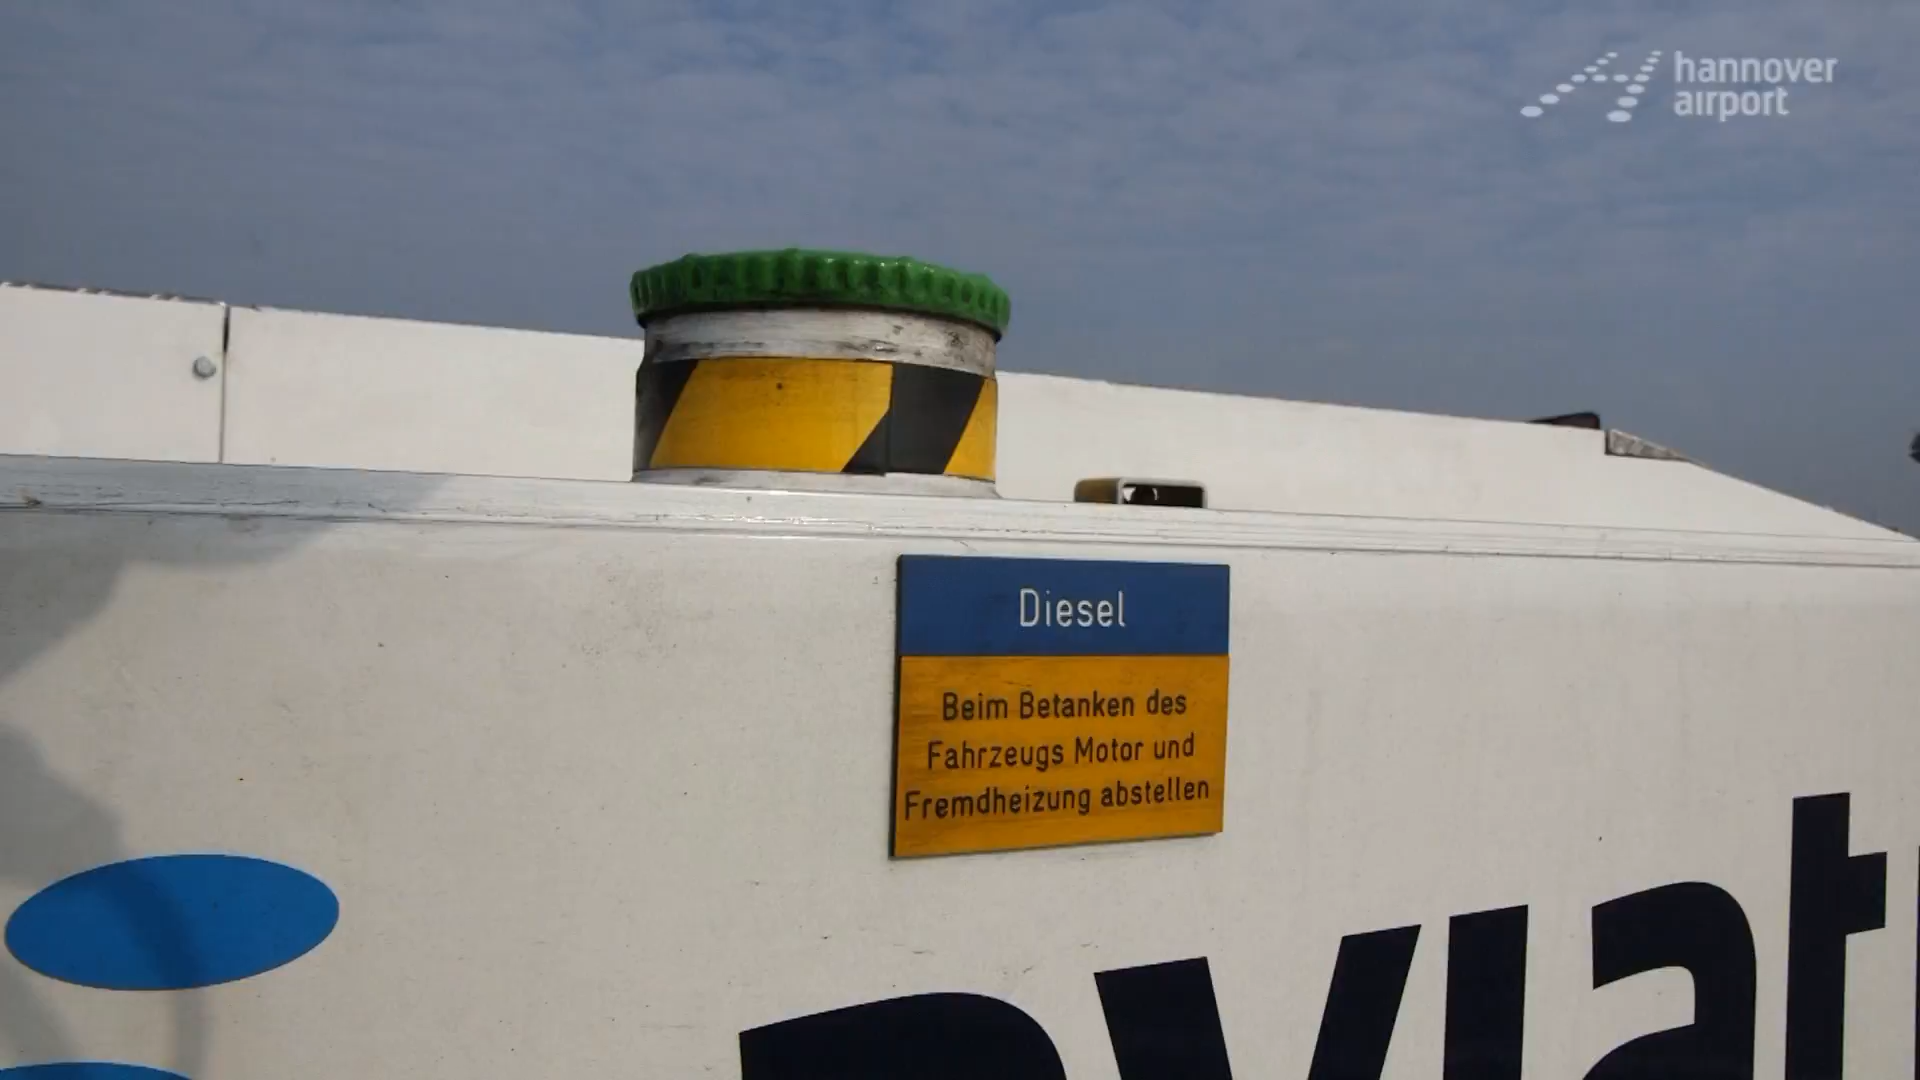 hannover
airport
Diesel
Beim Betanken des
Fahrzeugs Motor und
Fremdheizung abstellen